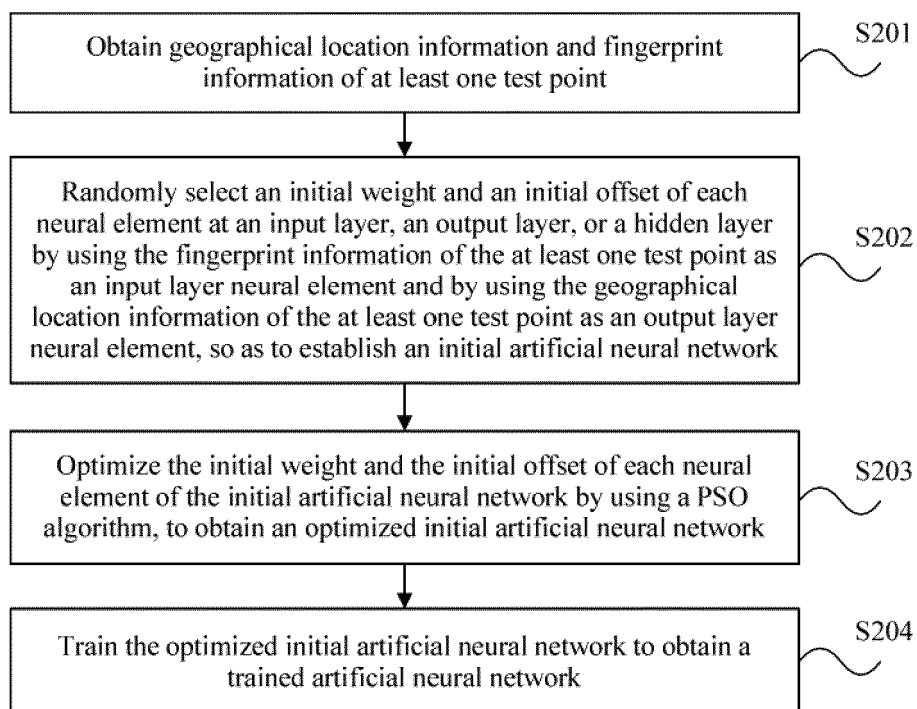 Obtain geographical location information and fingerprint
information of at least one test point
S201
Randomly select an initial weight and an initial offset of each
neural element at an input layer, an output layer, or a hidden layer
by using the fingerprint information of the at least one test point as
an input layer neural element and by using the geographical
location information of the at least one test point as an output layer
neural element, so as to establish an initial artificial neural network
S202
Optimize the initial weight and the initial offset of each neural
element of the initial artificial neural network by using a PSO
algorithm, to obtain an optimized initial artificial neural network
S203
Train the optimized initial artificial neural network to obtain a
trained artificial neural network
S204